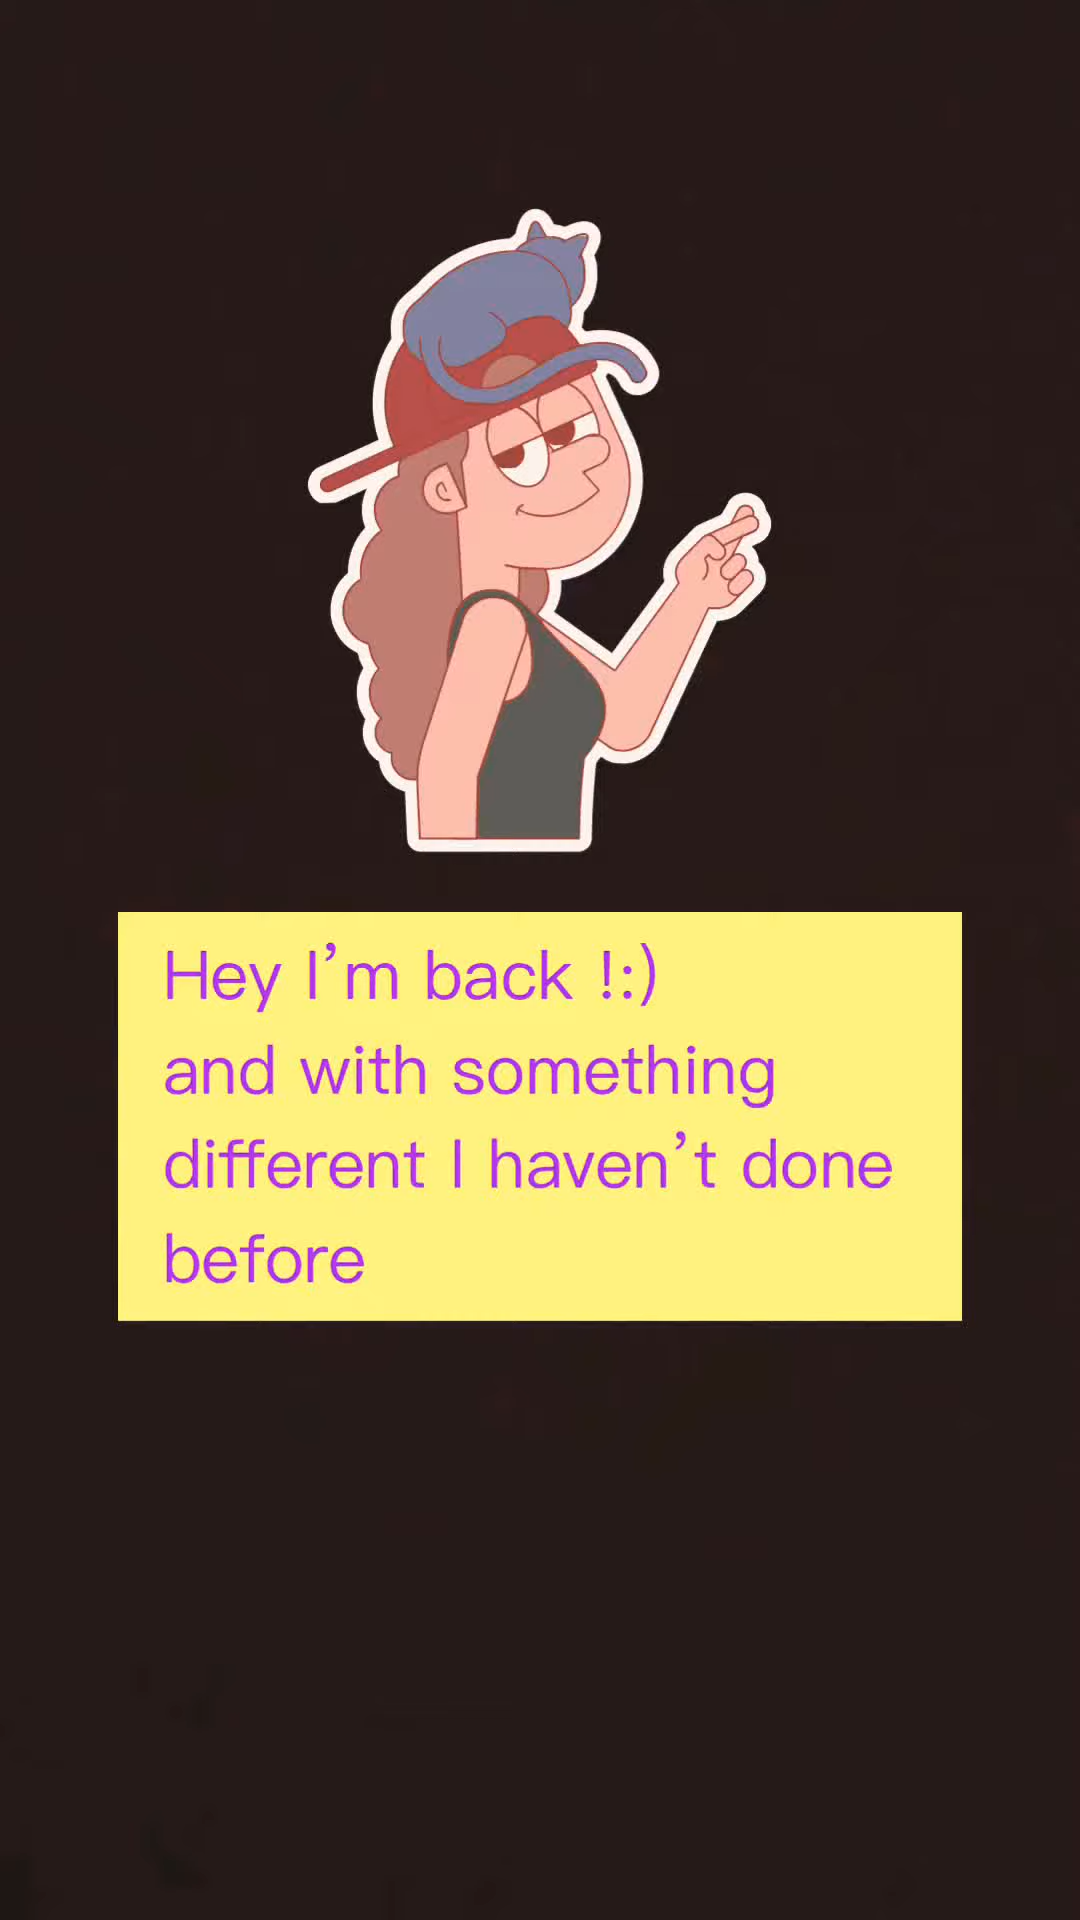 Hey I’m back !:)
and with something
different I haven’t done
before